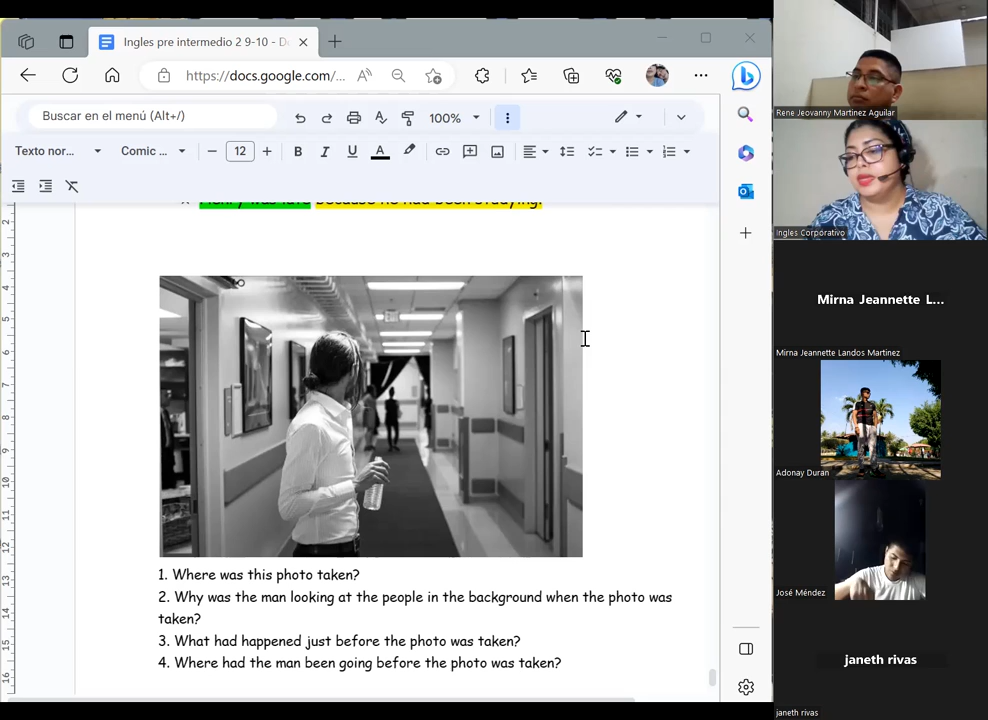 Ingles pre intermedio 2 9-10 - D
https://docs.google.com/...
Buscar en el menú (Alt+/)
100%
Texto nor...
Comic ...
12
because he had been studying.
1. Where was this photo taken?
2. Why was the man looking at the people in the background when the photo was
taken?
3. What had happened just before the photo was taken?
4. Where had the man been going before the photo was taken?
Rene Jeovanny Martinez Aguilar
Ingles Corporativo
Mirna Jeannette L...
Mirna Jeannette Landos Martinez
Adonay Duran
José Méndez
janeth rivas
janeth rivas